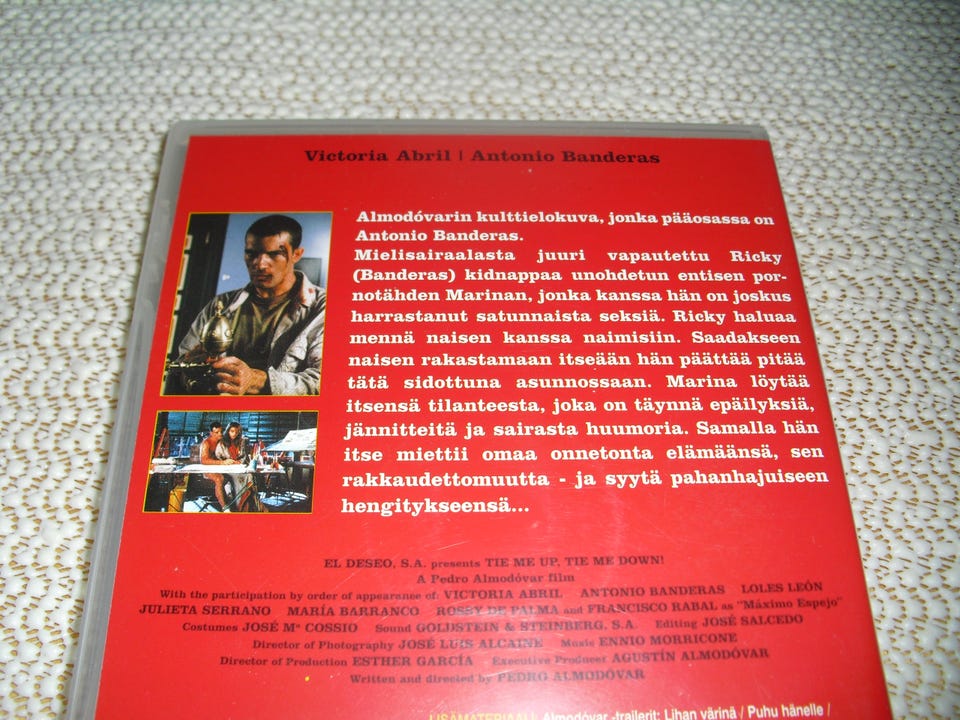 Victoria Abril | Antonio Banderas
Almodóvarin kulttielokuva, jonka pääosassa on
Antonio Banderas.
Mielisairaalasta juuri vapautettu Ricky
(Banderas) kidnappaa unohdetun entisen por-
notähden Marinan, jonka kanssa hän on joskus
harrastanut satunnaista seksiä. Ricky haluaa
mennä naisen kanssa naimisiin. Saadakseen
naisen rakastamaan itseään hän päättää pitää
tätä sidottuna asunnossaan. Marina löytää
itsensä tilanteesta, joka on täynnä epäilyksiä,
jännitteitä ja sairasta huumoria. Samalla hän
itse miettii omaa onnetonta elämäänsä, sen
rakkaudettomuutta - ja syytä pahanhajuiseen
hengitykseensä...
EL DESEO, S.A. presents TIE ME UP, TIE ME DOWN!
A Pedro Almodóvar film
With the participation by order of appearance of: VICTORIA ABRIL ANTONIO BANDERAS LOLES LEÓN
JULIETA SERRANO MARÍA BARRANCO ROSSY DE PALMA and FRANCISCO RABAL as "Máximo Espejo"
Costumes JOSÉ Mª COSSIO Sound GOLDSTEIN & STEINBERG, S.A. Editing JOSÉ SALCEDO
Director of Photography JOSÉ LUIS ALCAINE Music ENNIO MORRICONE
Director of Production ESTHER GARCÍA Executive Producer AGUSTÍN ALMODÓVAR
Written and directed by PEDRO ALMODÓVAR
LISÄMATERIAALI: Almodóvar -trailerit: Lihan värinä / Puhu hänelle /